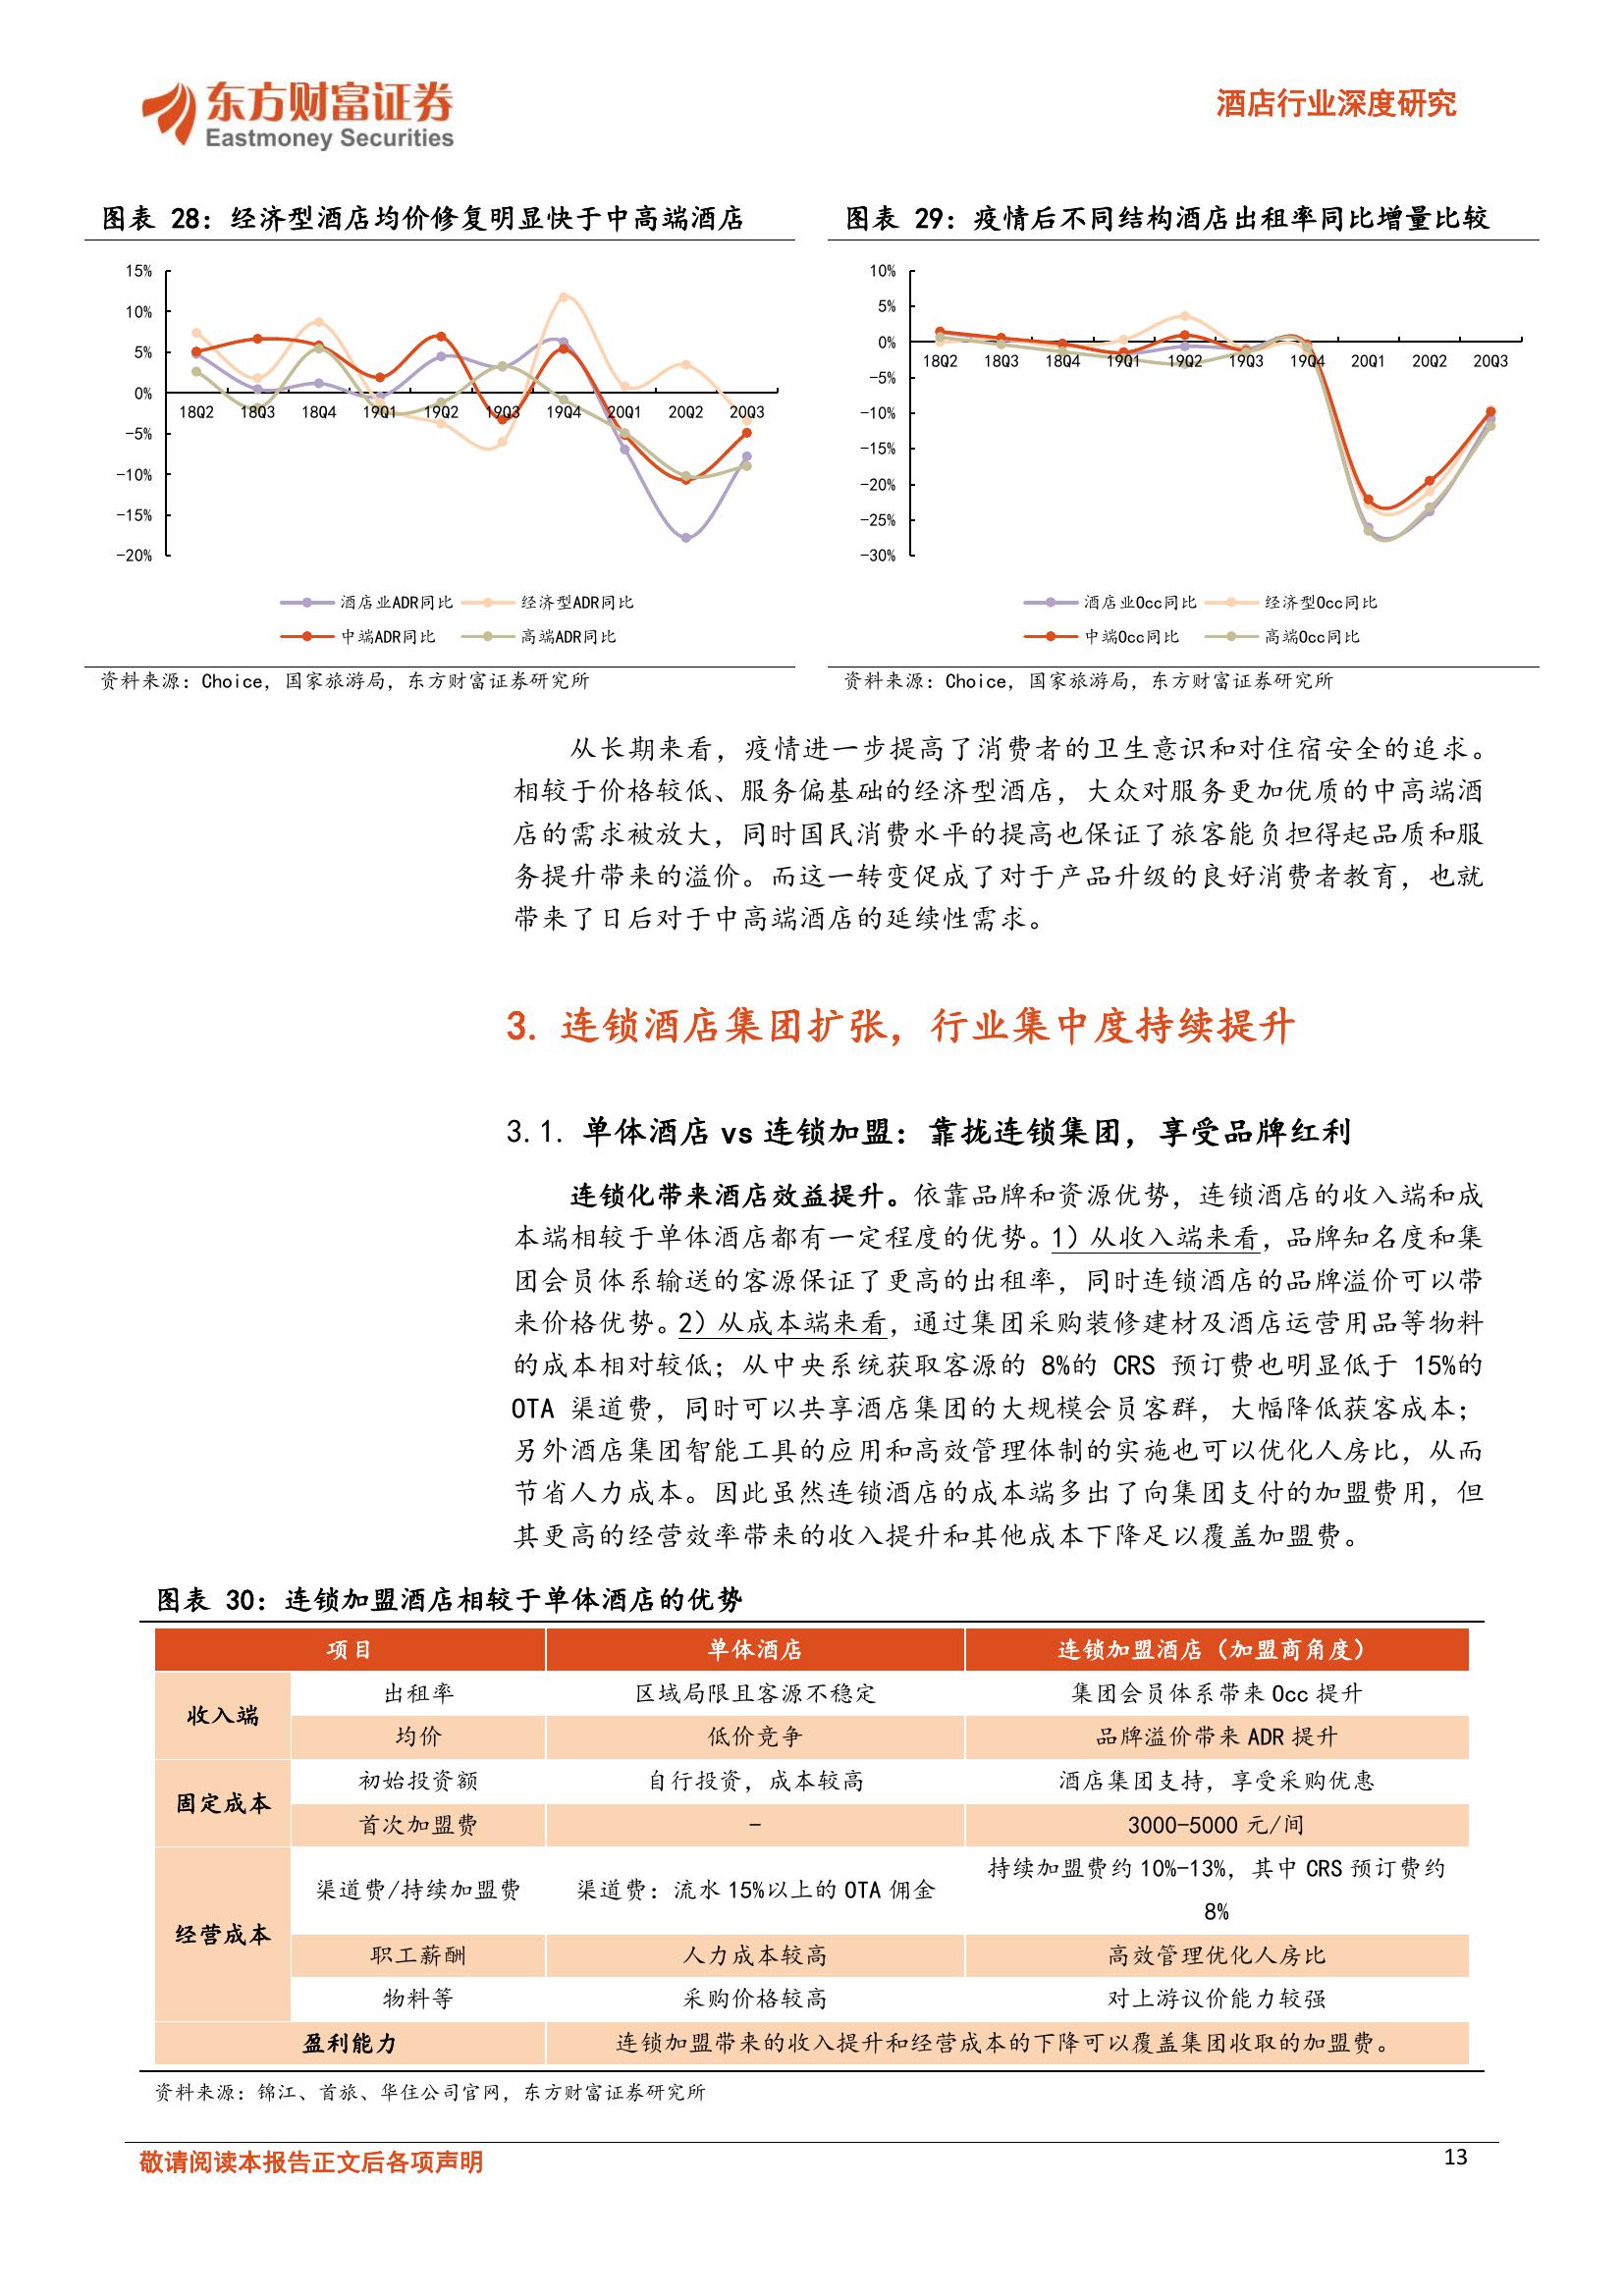 东方财富证券
Eastmoney Securities
酒店行业深度研究
图表 28：经济型酒店均价修复明显快于中高端酒店
15%
10%
5%
0%
-5%
-10%
-15%
-20%
18Q2 18Q3 18Q4 19Q1 19Q2 19Q3 19Q4 20Q1 20Q2 20Q3
酒店业ADR同比 经济型ADR同比
中端ADR同比 高端ADR同比
资料来源：Choice，国家旅游局，东方财富证券研究所
图表 29：疫情后不同结构酒店出租率同比增量比较
10%
5%
0%
-5%
-10%
-15%
-20%
-25%
-30%
18Q2 18Q3 18Q4 19Q1 19Q2 19Q3 19Q4 20Q1 20Q2 20Q3
酒店业Occ同比 经济型Occ同比
中端Occ同比 高端Occ同比
资料来源：Choice，国家旅游局，东方财富证券研究所
从长期来看，疫情进一步提高了消费者的卫生意识和对住宿安全的追求。
相较于价格较低、服务偏基础的经济型酒店，大众对服务更加优质的中高端酒
店的需求被放大，同时国民消费水平的提高也保证了旅客能负担得起品质和服
务提升带来的溢价。而这一转变促成了对于产品升级的良好消费者教育，也就
带来了日后对于中高端酒店的延续性需求。
3. 连锁酒店集团扩张，行业集中度持续提升
3.1. 单体酒店 vs 连锁加盟：靠拢连锁集团，享受品牌红利
连锁化带来酒店效益提升。依靠品牌和资源优势，连锁酒店的收入端和成
本端相较于单体酒店都有一定程度的优势。1）从收入端来看，品牌知名度和集
团会员体系输送的客源保证了更高的出租率，同时连锁酒店的品牌溢价可以带
来价格优势。2）从成本端来看，通过集团采购装修建材及酒店运营用品等物料
的成本相对较低；从中央系统获取客源的 8%的 CRS 预订费也明显低于 15%的
OTA 渠道费，同时可以共享酒店集团的大规模会员客群，大幅降低获客成本；
另外酒店集团智能工具的应用和高效管理体制的实施也可以优化人房比，从而
节省人力成本。因此虽然连锁酒店的成本端多出了向集团支付的加盟费用，但
其更高的经营效率带来的收入提升和其他成本下降足以覆盖加盟费。
图表 30：连锁加盟酒店相较于单体酒店的优势
项目 单体酒店 连锁加盟酒店（加盟商角度）
收入端 出租率 区域局限且客源不稳定 集团会员体系带来 Occ 提升
均价 低价竞争 品牌溢价带来 ADR 提升
固定成本 初始投资额 自行投资，成本较高 酒店集团支持，享受采购优惠
首次加盟费 - 3000-5000 元/间
经营成本 渠道费/持续加盟费 渠道费：流水 15%以上的 OTA 佣金 持续加盟费约 10%-13%，其中 CRS 预订费约
8%
职工薪酬 人力成本较高 高效管理优化人房比
物料等 采购价格较高 对上游议价能力较强
盈利能力 连锁加盟带来的收入提升和经营成本的下降可以覆盖集团收取的加盟费。
资料来源：锦江、首旅、华住公司官网，东方财富证券研究所
敬请阅读本报告正文后各项声明
13